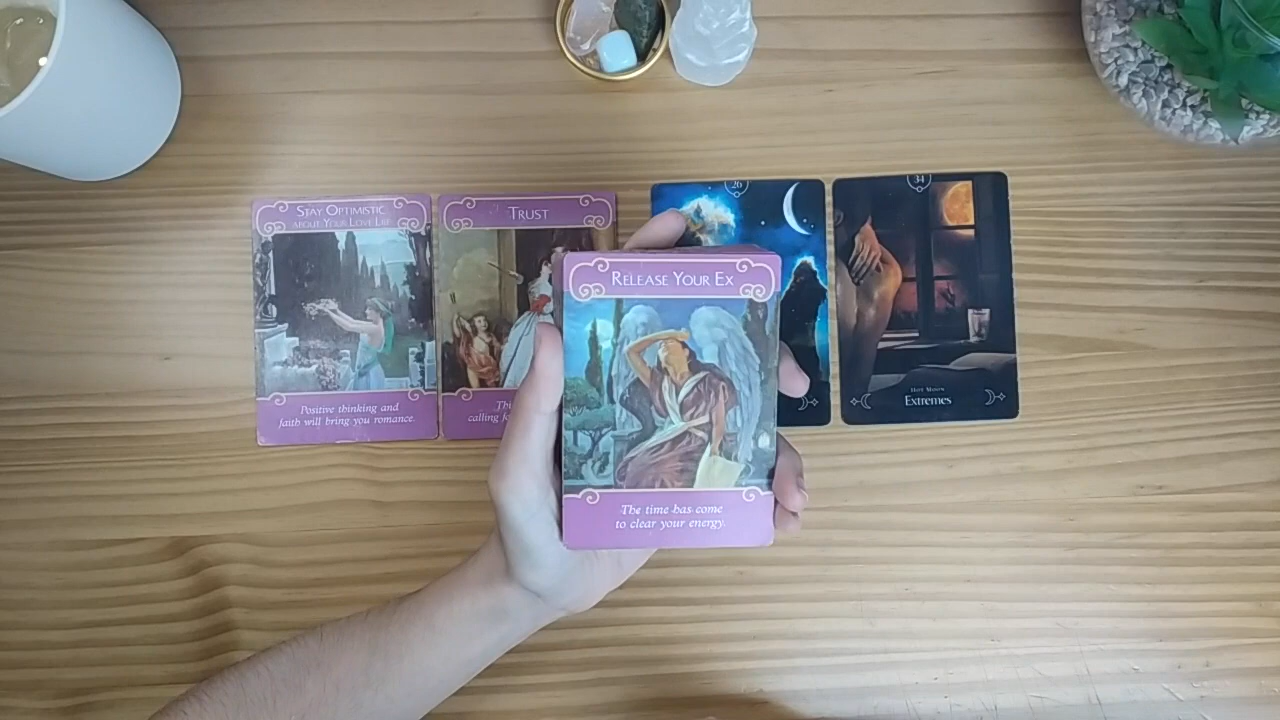 STAY OPTIMISTIC
ABOUT YOUR LOVE LIFE
Positive thinking and
faith will bring you romance.
TRUST
calling
RELEASE YOUR EX
The time has come
to clear your energy.
26
34
Extremes